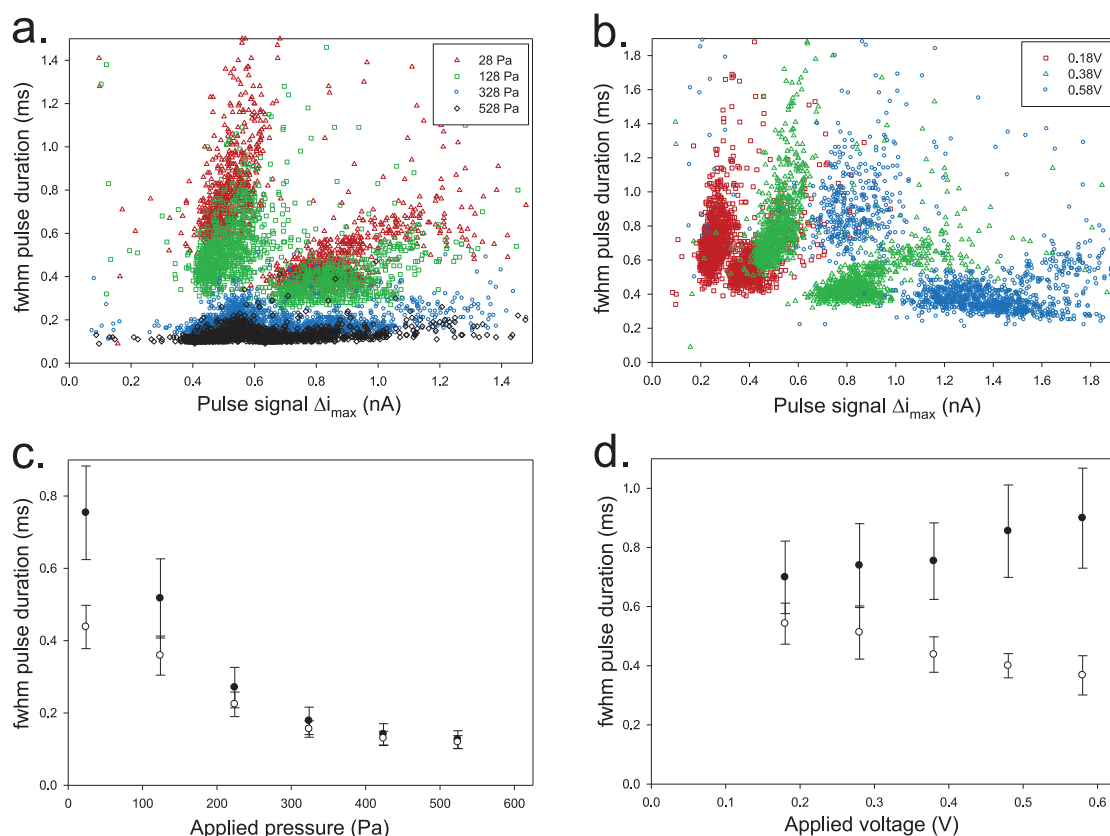 a.
fwhm pulse duration (ms)
1.4
1.2
1.0
0.8
0.6
0.4
0.2
0.0
0.0 0.2 0.4 0.6 0.8 1.0 1.2 1.4
Pulse signal Δimax (nA)
28 Pa
128 Pa
328 Pa
528 Pa
b.
fwhm pulse duration (ms)
1.8
1.6
1.4
1.2
1.0
0.8
0.6
0.4
0.2
0.0
0.0 0.2 0.4 0.6 0.8 1.0 1.2 1.4 1.6 1.8
Pulse signal Δimax (nA)
0.18V
0.38V
0.58V
c.
fwhm pulse duration (ms)
0.8
0.6
0.4
0.2
0.0
0 100 200 300 400 500 600
Applied pressure (Pa)
d.
fwhm pulse duration (ms)
1.0
0.8
0.6
0.4
0.2
0.0
0.0 0.1 0.2 0.3 0.4 0.5 0.6
Applied voltage (V)